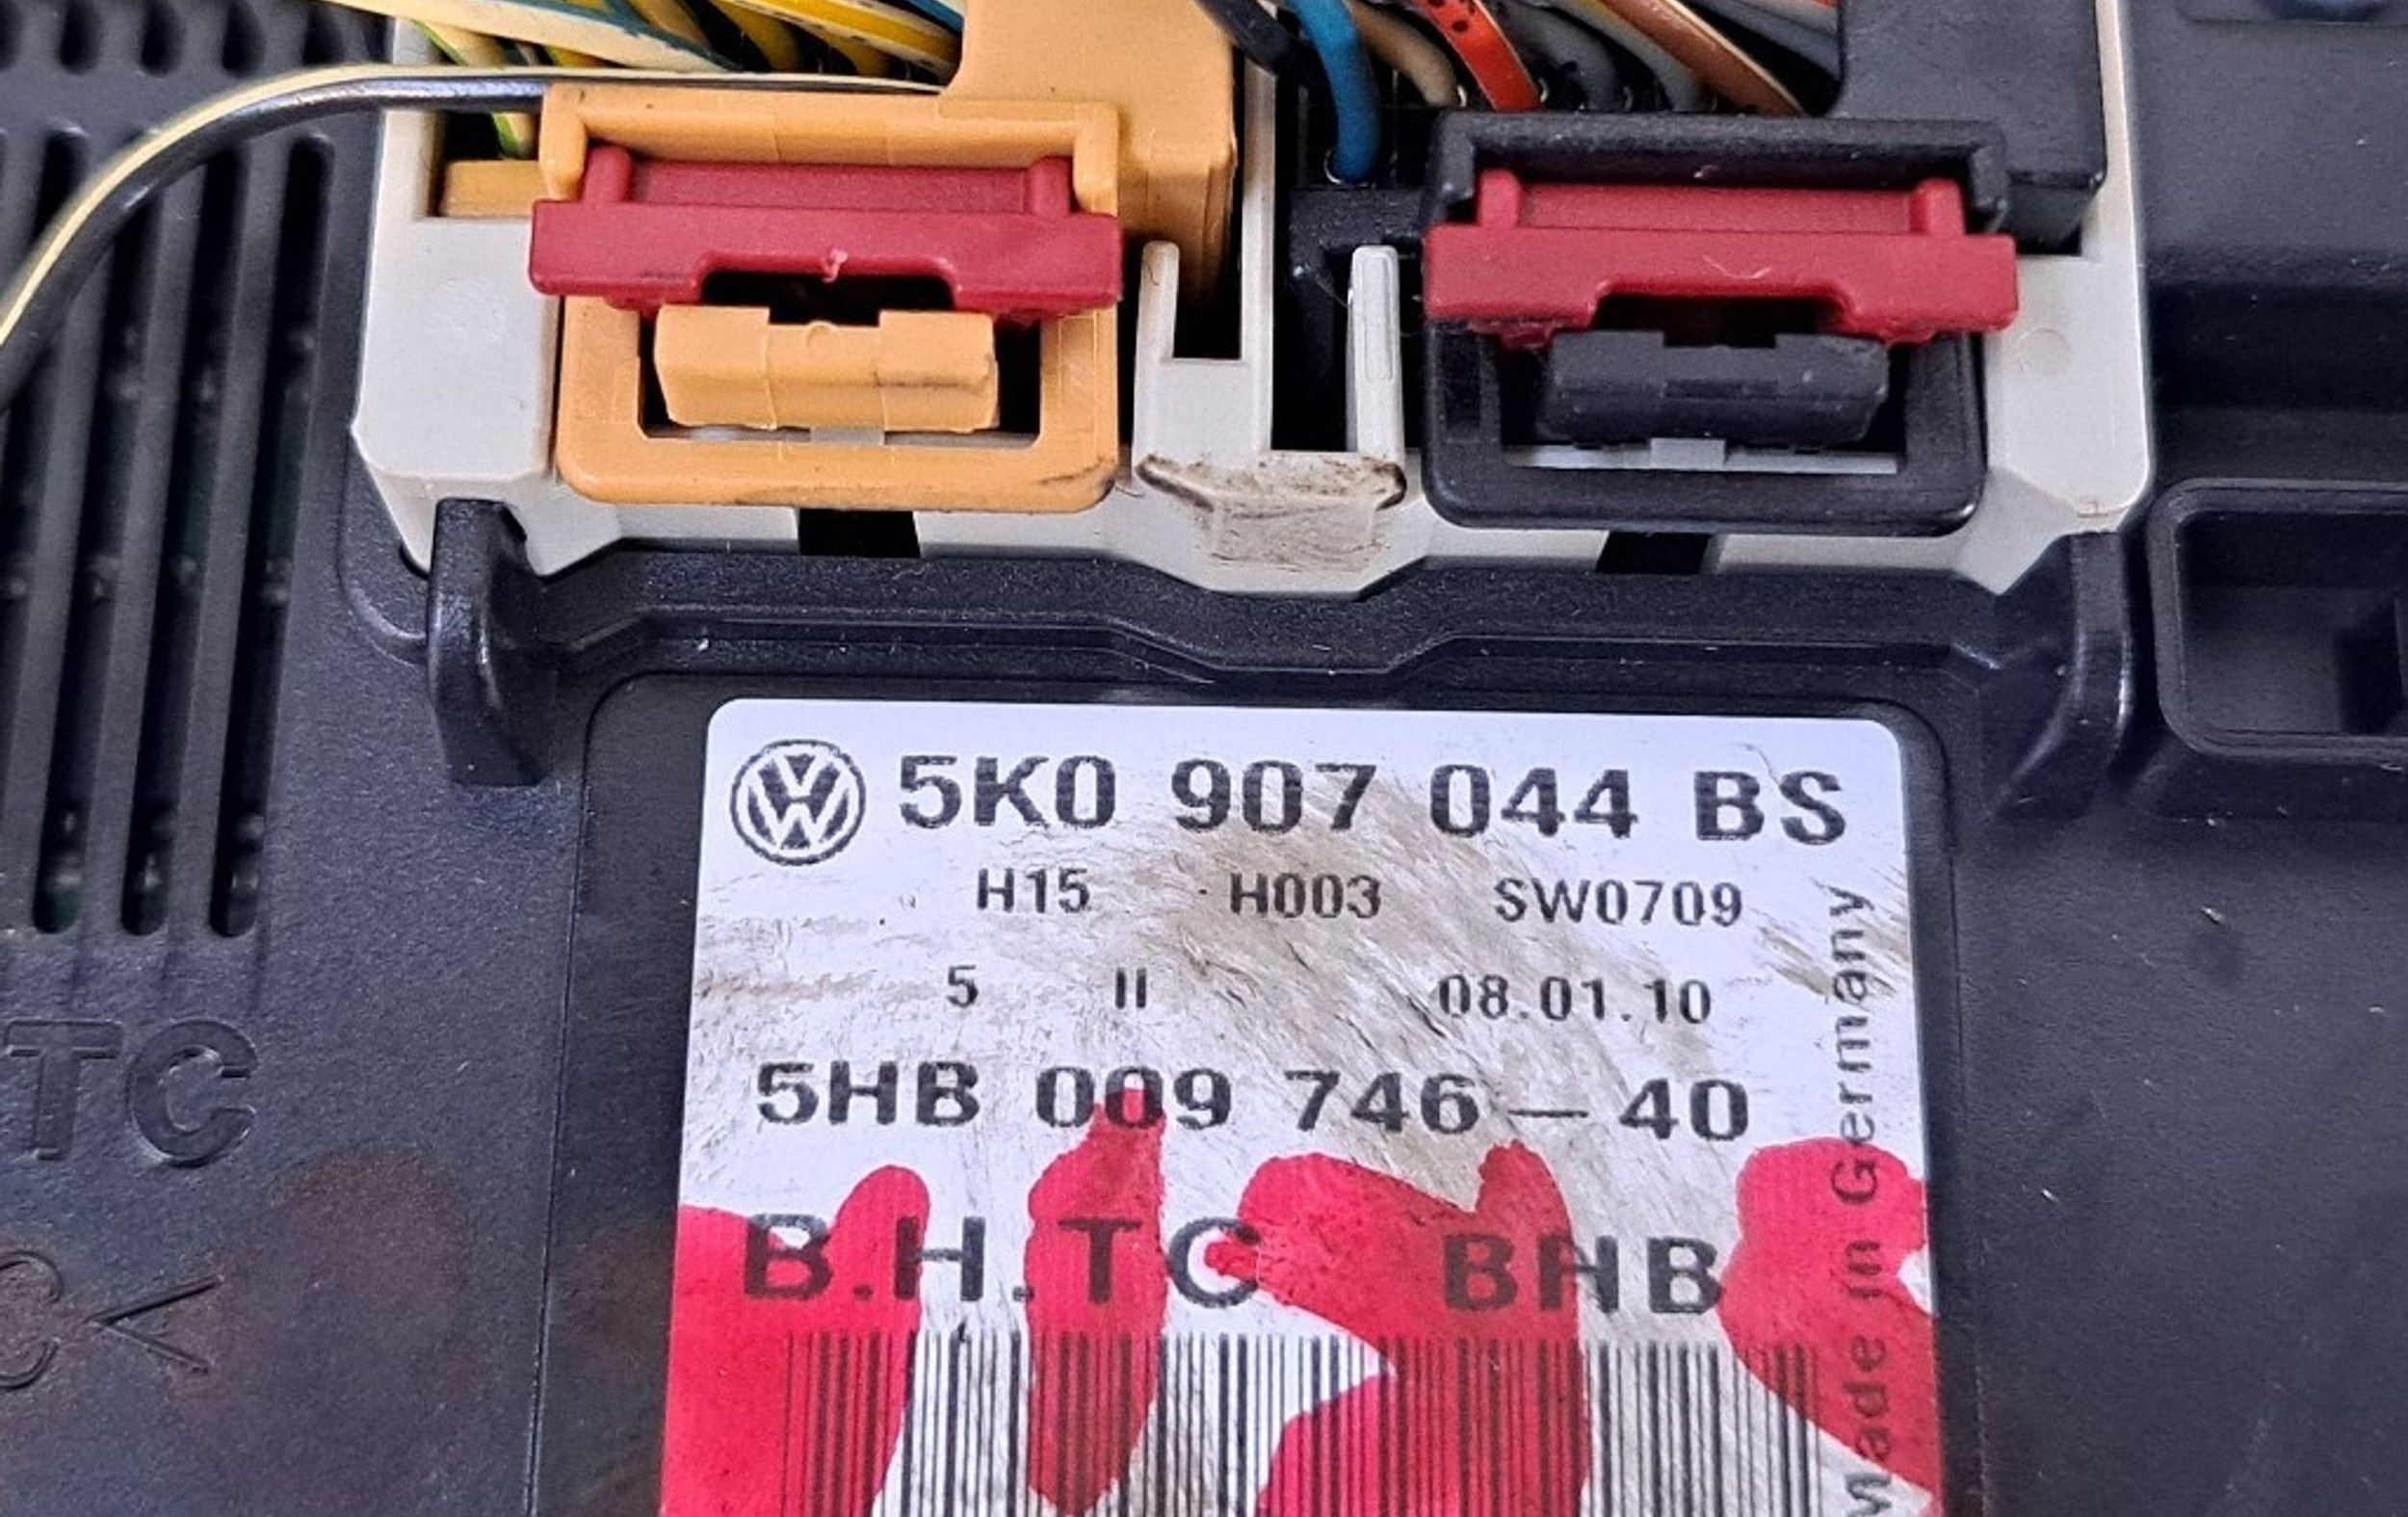 5K0 907 044 BS
H15 H003 SW0709
5 II 08.01.10
5HB 009 746 – 40
B.H.TC BHB
Made in Germany
TC